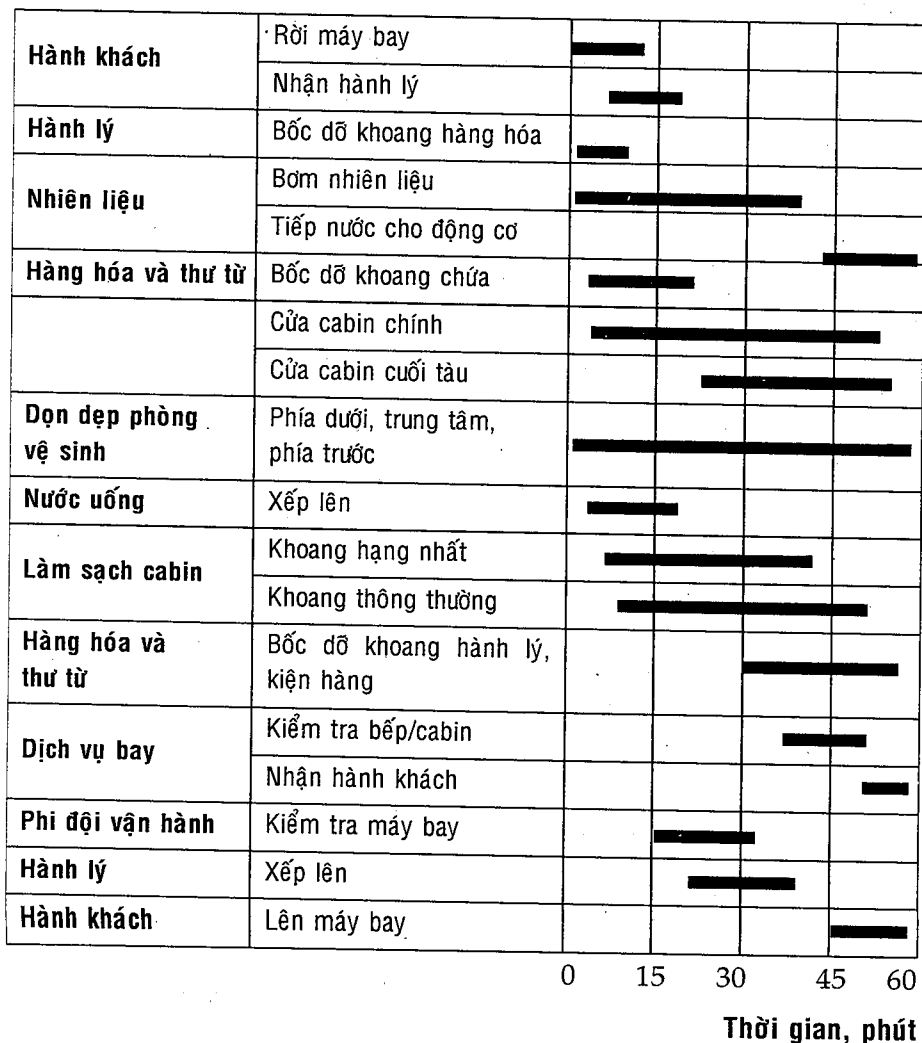 Hành khách
Rời máy bay
Nhận hành lý
Hành lý
Bốc dỡ khoang hàng hóa
Nhiên liệu
Bơm nhiên liệu
Tiếp nước cho động cơ
Hàng hóa và thư từ
Bốc dỡ khoang chứa
Cửa cabin chính
Cửa cabin cuối tàu
Dọn dẹp phòng
vệ sinh
Phía dưới, trung tâm,
phía trước
Nước uống
Xếp lên
Làm sạch cabin
Khoang hạng nhất
Khoang thông thường
Hàng hóa và
thư từ
Bốc dỡ khoang hành lý,
kiện hàng
Dịch vụ bay
Kiểm tra bếp/cabin
Nhận hành khách
Phi đội vận hành
Kiểm tra máy bay
Hành lý
Xếp lên
Hành khách
Lên máy bay
0 15 30 45 60
Thời gian, phút